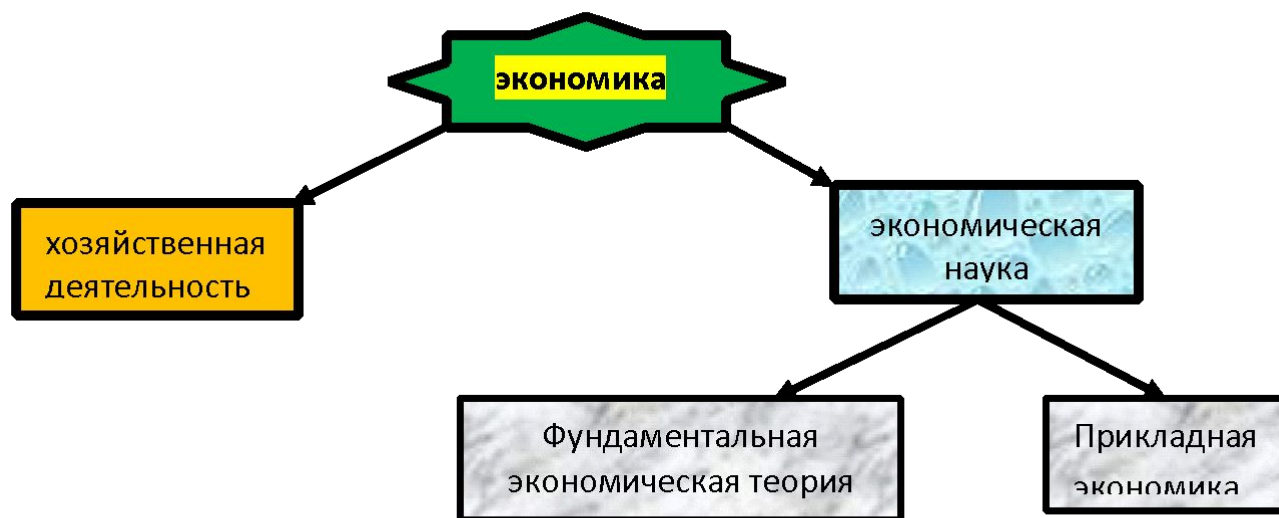 экономика
хозяйственная
деятельность
экономическая
наука
Фундаментальная
экономическая теория
Прикладная
экономика